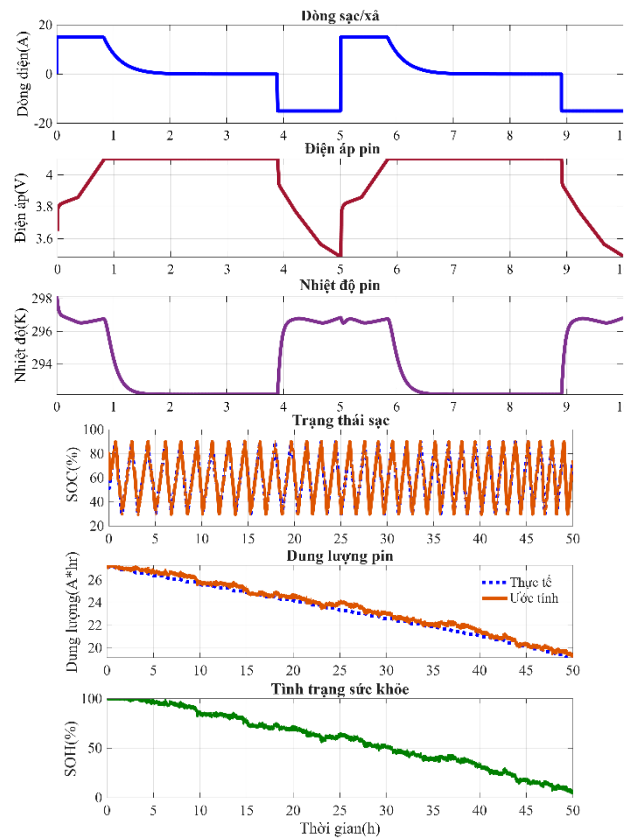 Dòng sạc/xả
Dòng diện(A)
20
0
-20
0 1 2 3 4 5 6 7 8 9 10
Điện áp pin
Điện áp(V)
4
3.8
3.6
0 1 2 3 4 5 6 7 8 9 10
Nhiệt độ pin
Nhiệt độ(K)
298
296
294
0 1 2 3 4 5 6 7 8 9 10
Trạng thái sạc
SOC(%)
100
80
60
40
20
0 5 10 15 20 25 30 35 40 45 50
Dung lượng pin
Dung lượng(A*hr)
26
24
22
20
Thực tế
Ước tính
0 5 10 15 20 25 30 35 40 45 50
Tình trạng sức khỏe
SOH(%)
100
50
0
0 5 10 15 20 25 30 35 40 45 50
Thời gian(h)